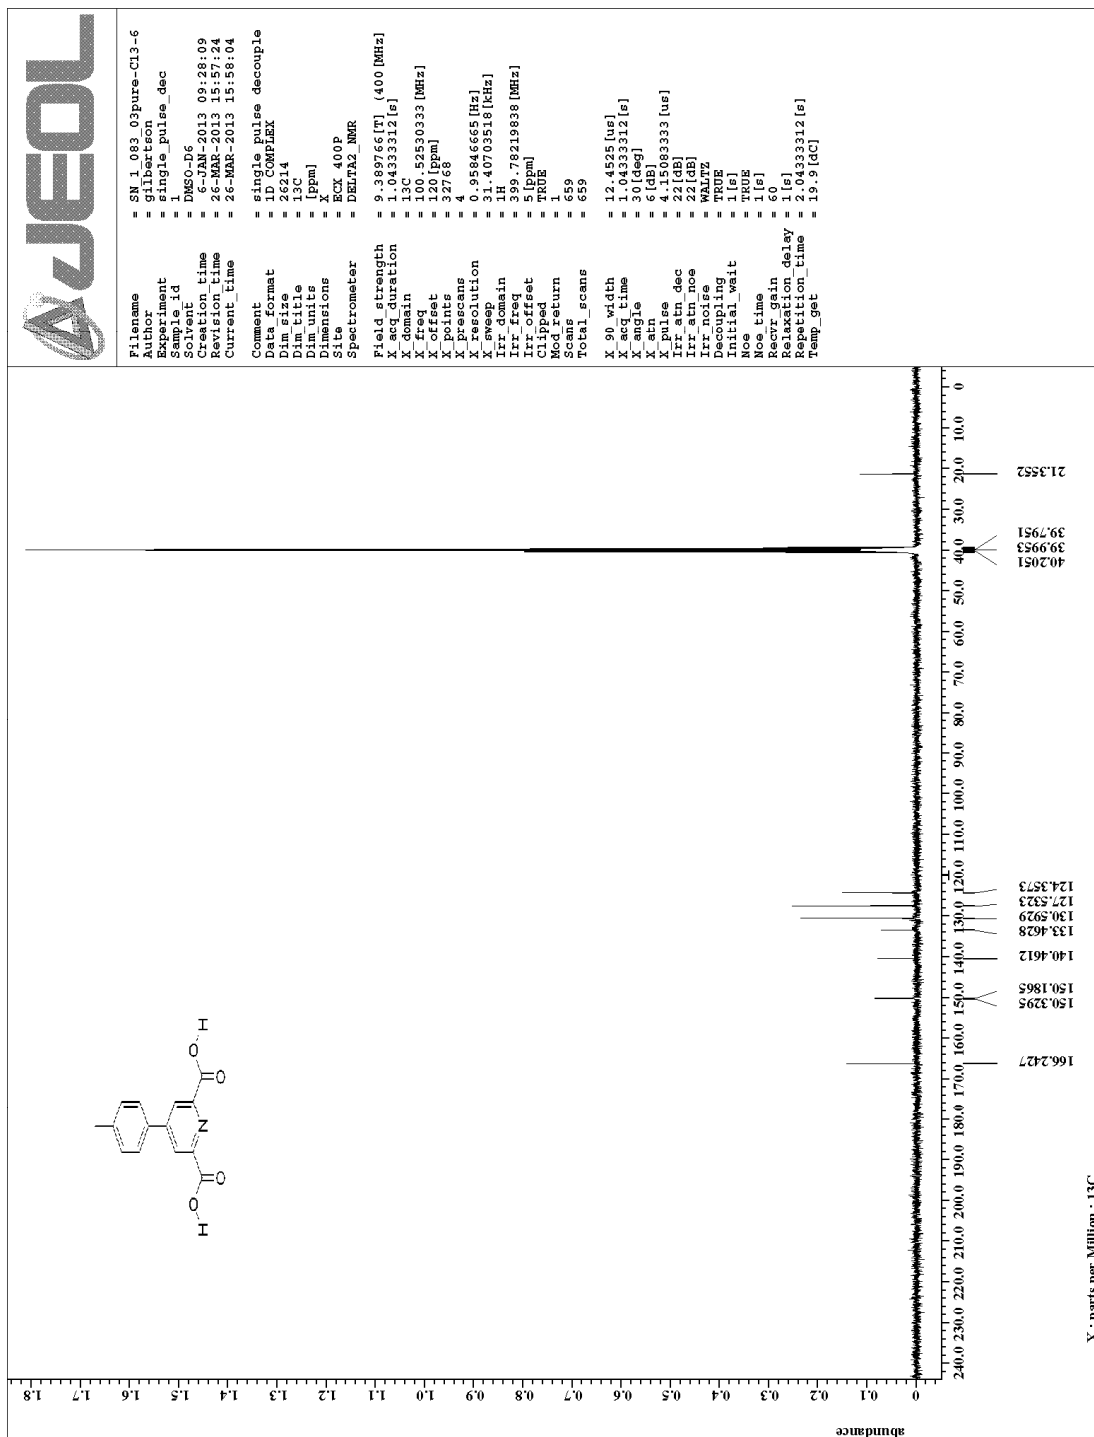 JEOL
Filename = SN_1_083_03pure-C13-6
Author = gilbertson
Experiment = single_pulse_dec
Sample_id = 1
Solvent = DMSO-D6
Creation_time = 6-JAN-2013 09:28:09
Revision_time = 26-MAR-2013 15:57:24
Current_time = 26-MAR-2013 15:58:04
Comment = single pulse decouple
Data_format = 1D COMPLEX
Dim_size = 26214
Dim_title = 13C
Dim_units = [ppm]
Dimensions = X
Site = ECX 400P
Spectrometer = DELTA2_NMR
Field_strength = 9.389766[T] (400[MHz]
X_acq_duration = 1.04333312[s]
X_domain = 13C
X_freq = 100.52530333[MHz]
X_offset = 120[ppm]
X_points = 32768
X_prescans = 4
X_resolution = 0.95846665[Hz]
X_sweep = 31.40703518[kHz]
Irr_domain = 1H
Irr_freq = 399.78219838[MHz]
Irr_offset = 5[ppm]
Clipped = TRUE
Mod_return = 1
Scans = 659
Total_scans = 659
X_90_width = 12.4525[us]
X_acq_time = 1.04333312[s]
X_angle = 30[deg]
X_atn = 6[dB]
X_pulse = 4.15083333[us]
Irr_atn_dec = 22[dB]
Irr_atn_noe = 22[dB]
Irr_noise = WALTZ
Decoupling = TRUE
Initial_wait = 1[s]
Noe = TRUE
Noe_time = 1[s]
Recvr_gain = 60
Relaxation_delay = 1[s]
Repetition_time = 2.04333312[s]
Temp_get = 19.9[dC]
H O O N O O H
abundance
0 0.1 0.2 0.3 0.4 0.5 0.6 0.7 0.8 0.9 1.0 1.1 1.2 1.3 1.4 1.5 1.6 1.7 1.8
240.0 230.0 220.0 210.0 200.0 190.0 180.0 170.0 160.0 150.0 140.0 130.0 120.0 110.0 100.0 90.0 80.0 70.0 60.0 50.0 40.0 30.0 20.0 10.0 0
166.2427
150.3295
150.1865
140.4612
133.4628
130.5929
127.5323
124.3573
40.2051
39.9953
39.7951
21.3552
X : parts per Million : 13C